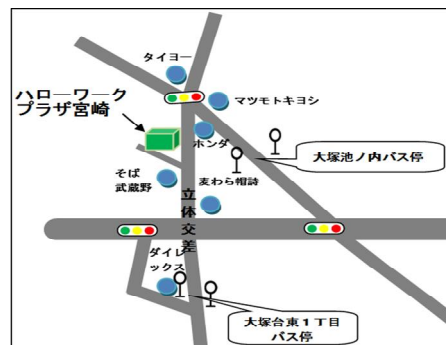 タイヨー
ハローワーク
プラザ宮崎
マツモトキヨシ
ホンダ
大塚池ノ内バス停
麦わら帽詩
そば
武蔵野
立体交差
ダイレ
ックス
大塚台東1丁目
バス停